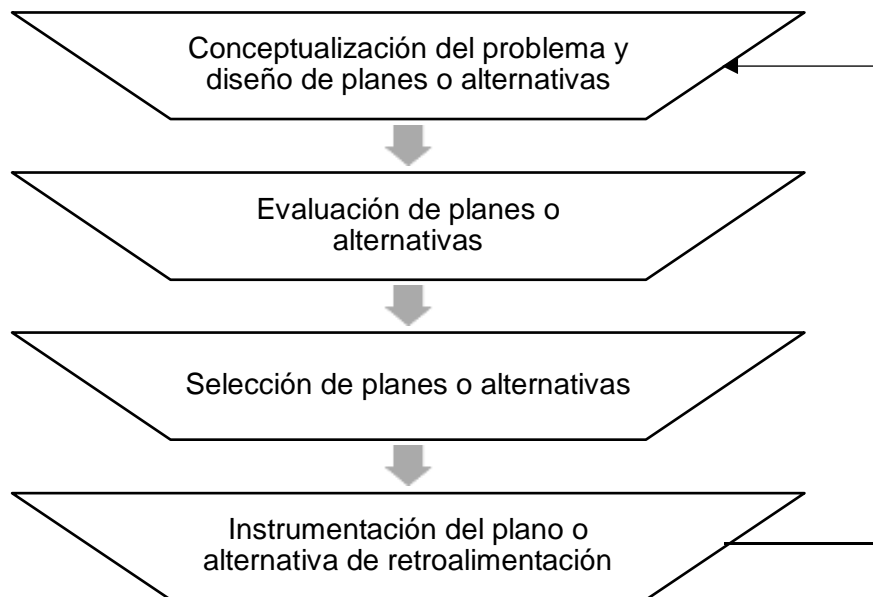 Conceptualización del problema y
diseño de planes o alternativas
Evaluación de planes o
alternativas
Selección de planes o alternativas
Instrumentación del plano o
alternativa de retroalimentación